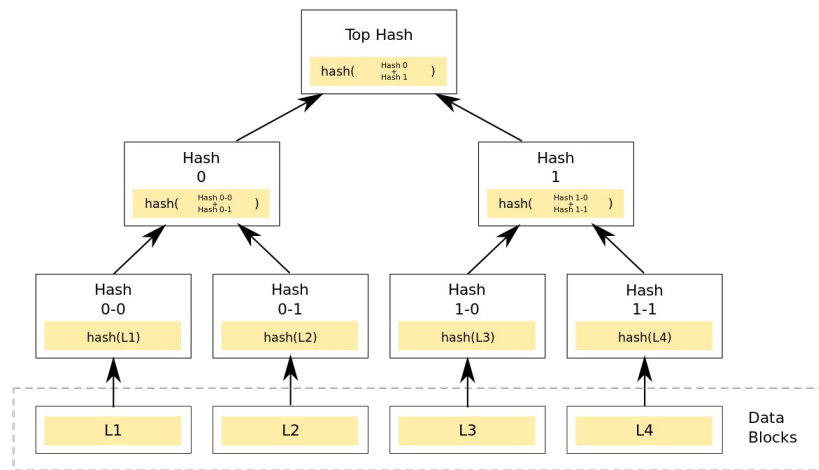 Top Hash
hash( Hash 0 + Hash 1 )
Hash
0
hash( Hash 0-0 + Hash 0-1 )
Hash
1
hash( Hash 1-0 + Hash 1-1 )
Hash
0-0
hash(L1)
Hash
0-1
hash(L2)
Hash
1-0
hash(L3)
Hash
1-1
hash(L4)
L1
L2
L3
L4
Data
Blocks